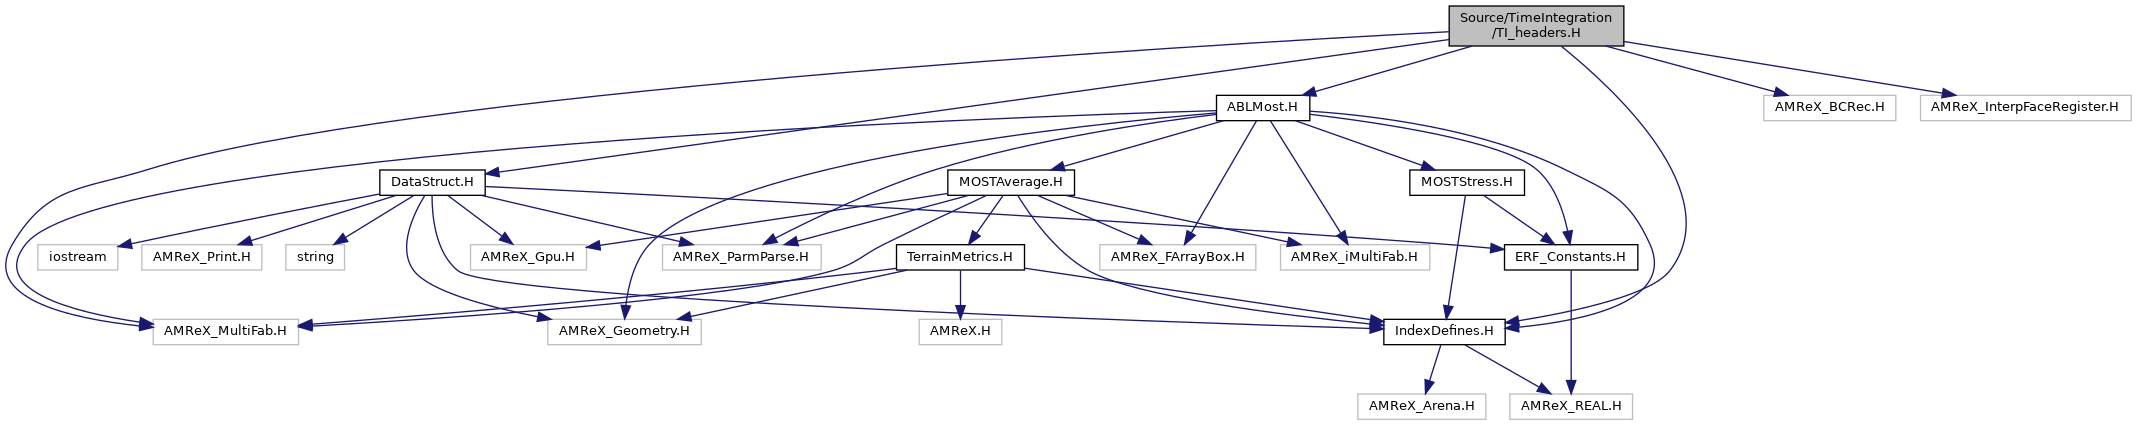 Source/TimeIntegration
/TI_headers.H
ABLMost.H
AMReX_BCRec.H
AMReX_InterpFaceRegister.H
DataStruct.H
MOSTAverage.H
MOSTStress.H
iostream
AMReX_Print.H
string
AMReX_Gpu.H
AMReX_ParmParse.H
TerrainMetrics.H
AMReX_FArrayBox.H
AMReX_iMultiFab.H
ERF_Constants.H
AMReX_MultiFab.H
AMReX_Geometry.H
AMReX.H
IndexDefines.H
AMReX_Arena.H
AMReX_REAL.H